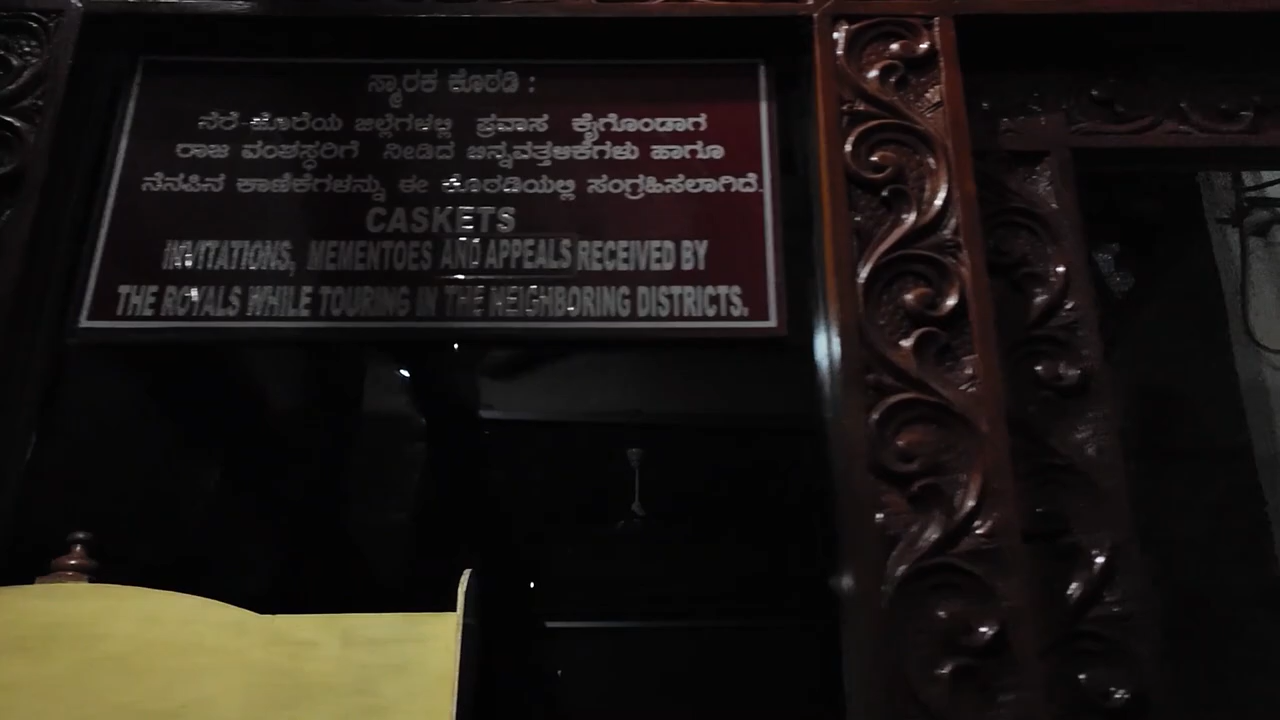 ಸ್ಮಾರಕ ಕೊಠಡಿ :
ನೆರೆ-ಹೊರೆಯ ಜಿಲ್ಲೆಗಳಲ್ಲಿ ಪ್ರವಾಸ ಕೈಗೊಂಡಾಗ
ರಾಜ ವಂಶಸ್ಥರಿಗೆ ನೀಡಿದ ಬಿನ್ನವತ್ತಳಿಕೆಗಳು ಹಾಗೂ
ನೆನಪಿನ ಕಾಣಿಕೆಗಳನ್ನು ಈ ಕೊಠಡಿಯಲ್ಲಿ ಸಂಗ್ರಹಿಸಲಾಗಿದೆ.
CASKETS
INVITATIONS, MEMENTOES AND APPEALS RECEIVED BY
THE ROYALS WHILE TOURING IN THE NEIGHBORING DISTRICTS.